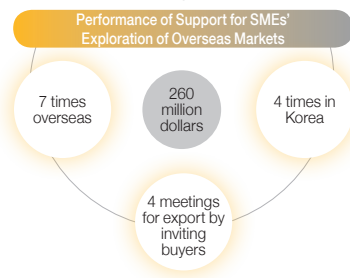 Performance of Support for SMEs'
Exploration of Overseas Markets
7 times
overseas
260
million
dollars
4 times in
Korea
4 meetings
for export by
inviting
buyers